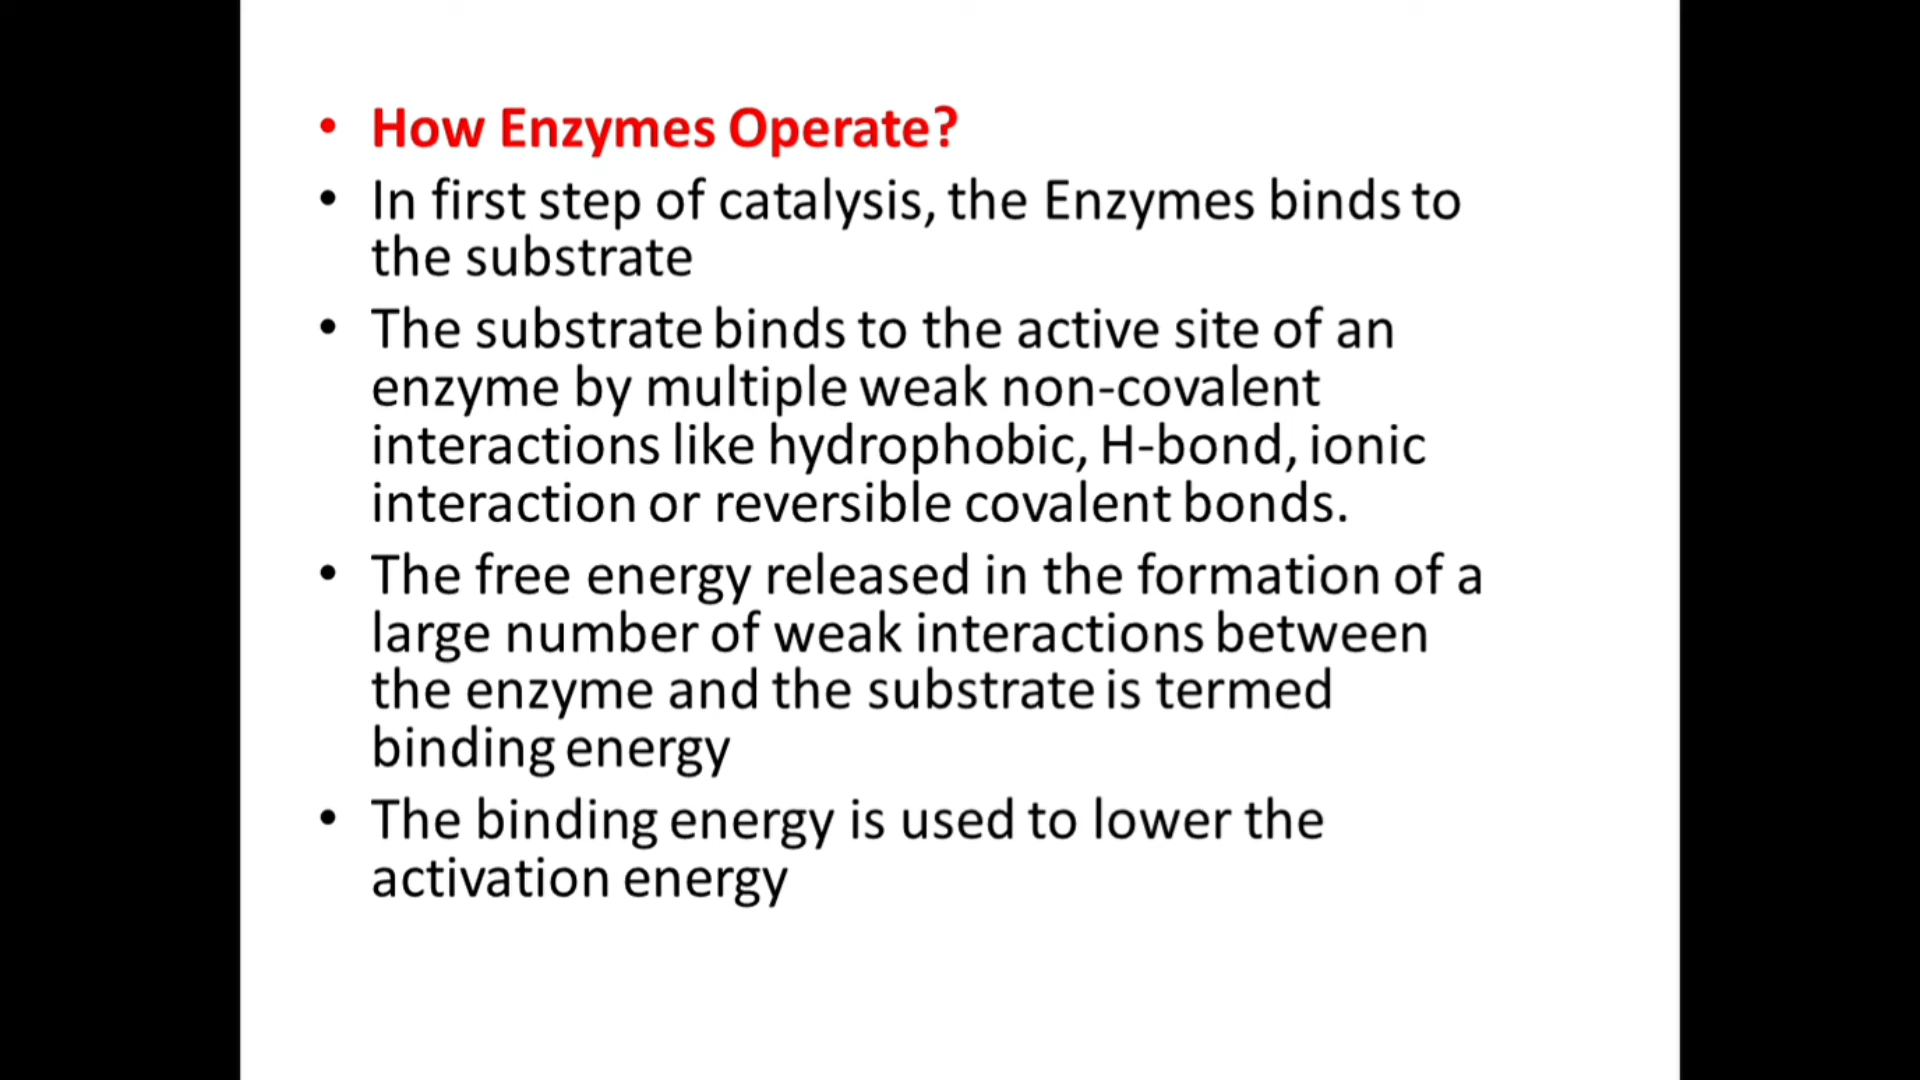 • How Enzymes Operate?
• In first step of catalysis, the Enzymes binds to
the substrate
• The substrate binds to the active site of an
enzyme by multiple weak non-covalent
interactions like hydrophobic, H-bond, ionic
interaction or reversible covalent bonds.
• The free energy released in the formation of a
large number of weak interactions between
the enzyme and the substrate is termed
binding energy
• The binding energy is used to lower the
activation energy